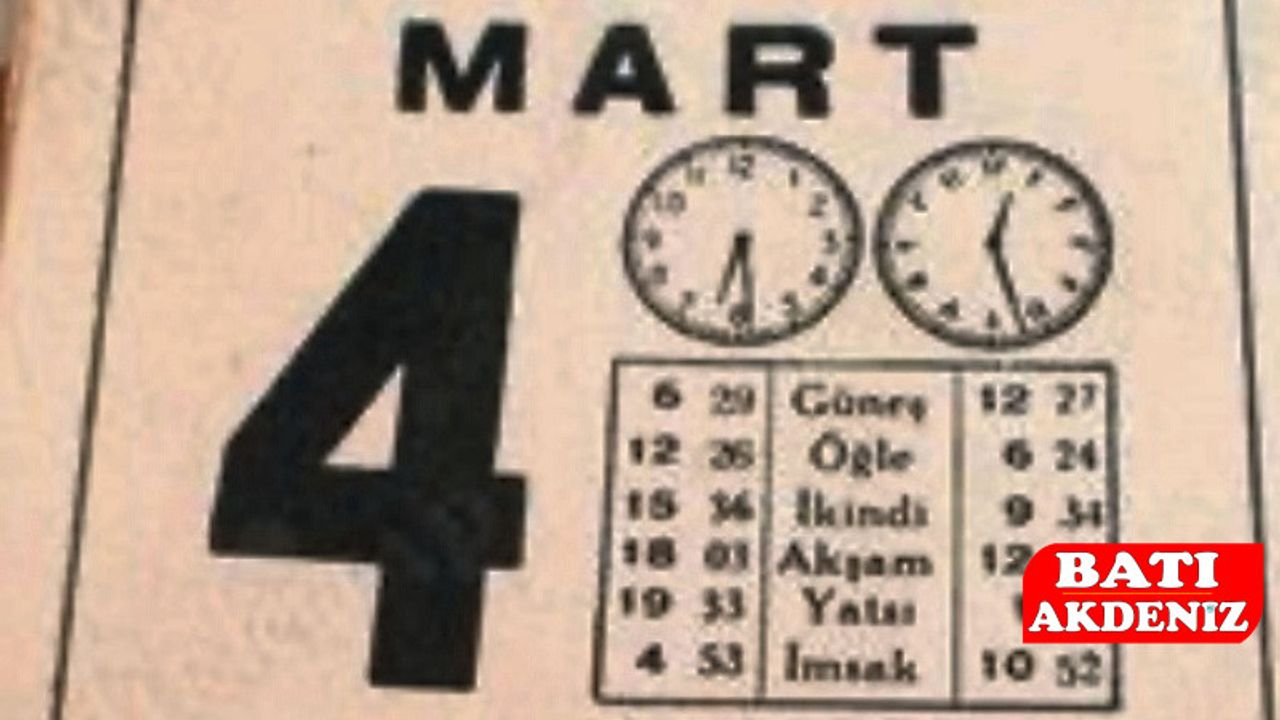 MART
4
6 29 Güneş 12 27
12 26 Öğle 6 24
15 36 İkindi 9 34
18 03 Akşam 12
19 33 Yatsı
4 53 İmsak 10 52
BATI
AKDENİZ